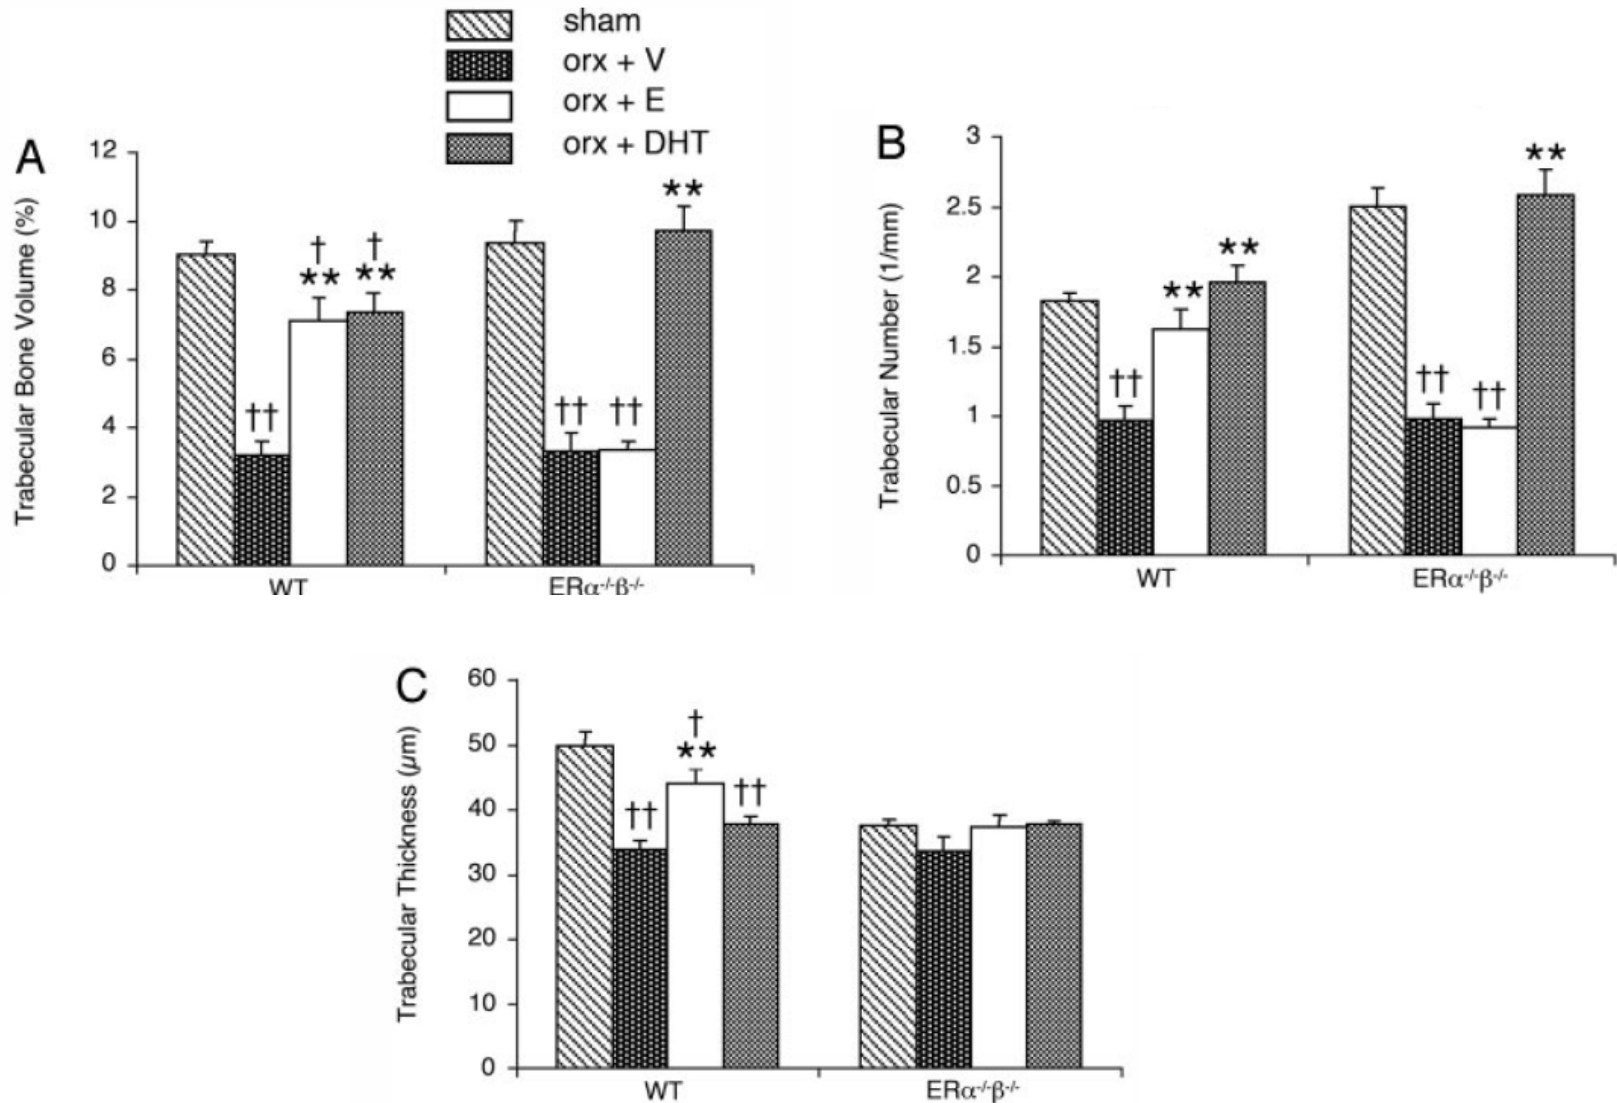 sham
orx + V
orx + E
orx + DHT
A
Trabecular Bone Volume (%)
12
10
8
6
4
2
0
††
†
**
†
**
††
††
**
WT
ERα-/-β-/-
B
Trabecular Number (1/mm)
3
2.5
2
1.5
1
0.5
0
††
**
**
††
††
**
WT
ERα-/-β-/-
C
Trabecular Thickness (µm)
60
50
40
30
20
10
0
††
†
**
††
WT
ERα-/-β-/-